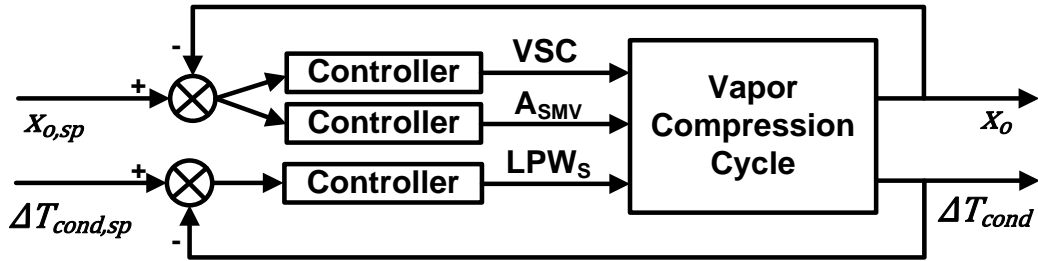 -
VSC
Controller
+
A_SMV
Controller
x_o,sp
Vapor
Compression
Cycle
x_o
+
LPW_S
Controller
ΔT_cond,sp
-
ΔT_cond